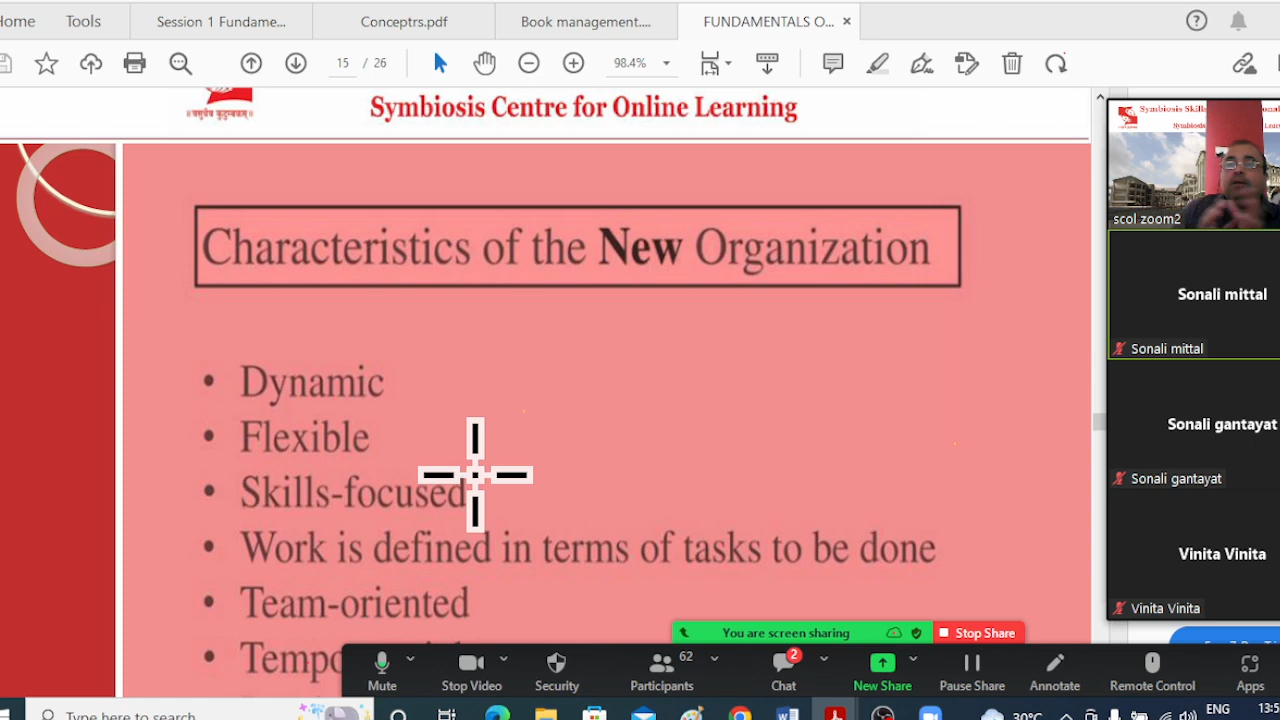 Home
Tools
Session 1 Fundame...
Conceptrs.pdf
Book management....
FUNDAMENTALS O... ×
15 / 26
98.4%
॥वसुधैव कुटुम्बकम्॥
Symbiosis Centre for Online Learning
Characteristics of the New Organization
• Dynamic
• Flexible
• Skills-focused
• Work is defined in terms of tasks to be done
• Team-oriented
Symbiosis Skills
scol zoom2
Sonali mittal
Sonali mittal
Sonali gantayat
Sonali gantayat
Vinita Vinita
Vinita Vinita
You are screen sharing
Stop Share
Mute
Stop Video
Security
62
Participants
2
Chat
New Share
Pause Share
Annotate
Remote Control
Apps
Type here to search
30°C
ENG